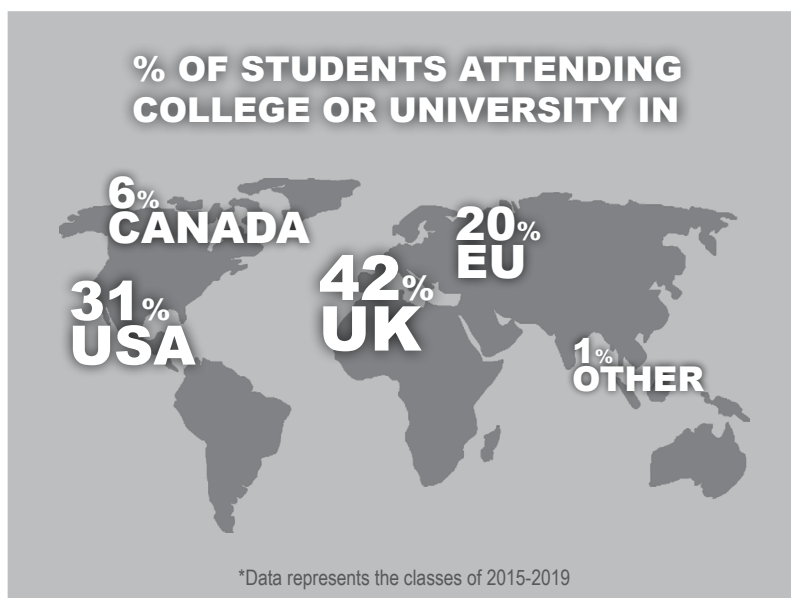 % OF STUDENTS ATTENDING
COLLEGE OR UNIVERSITY IN
6%
CANADA
20%
EU
42%
UK
31%
USA
1%
OTHER
*Data represents the classes of 2015-2019